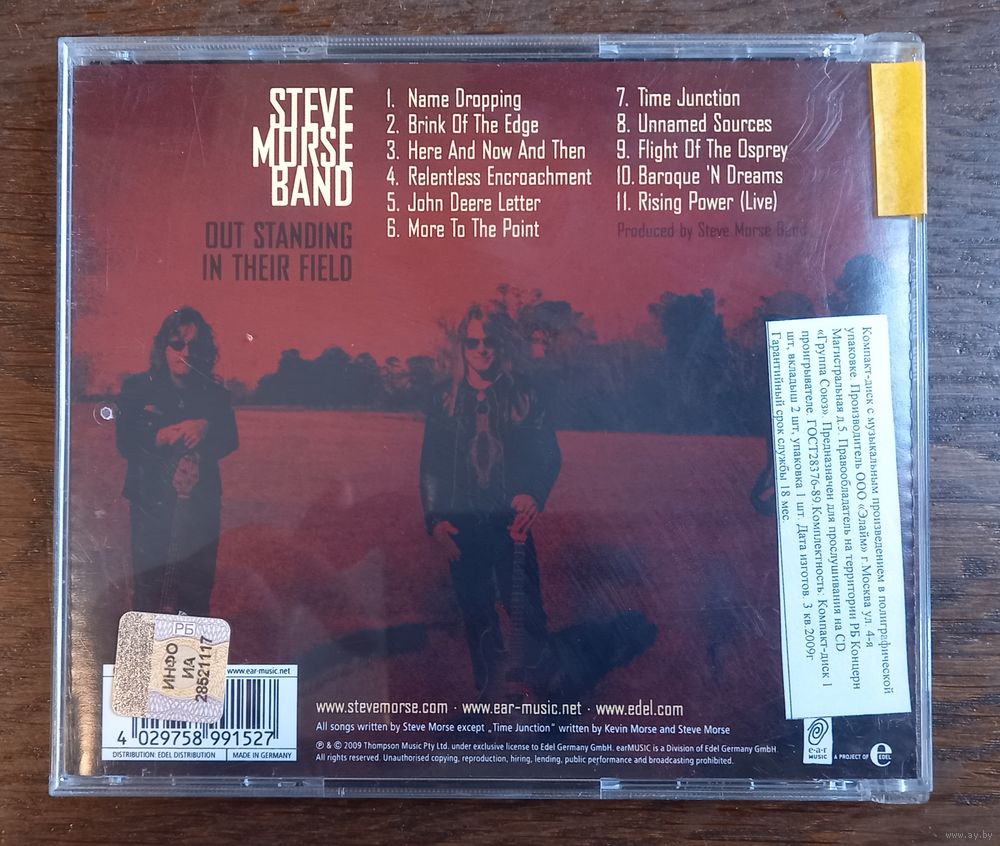 STEVE
MORSE
BAND
OUT STANDING
IN THEIR FIELD
1. Name Dropping
2. Brink Of The Edge
3. Here And Now And Then
4. Relentless Encroachment
5. John Deere Letter
6. More To The Point
7. Time Junction
8. Unnamed Sources
9. Flight Of The Osprey
10. Baroque 'N Dreams
11. Rising Power (Live)
Produced by Steve Morse Band
Компакт-диск с музыкальным произведением в полиграфической
упаковке. Производитель ООО «Элайм» г.Москва ул. 4-я
Магистральная д.5. Правообладатель на территории РБ Концерн
«Группа Союз». Предназначен для прослушивания на CD
проигрывателе. ГОСТ28376-89 Комплектность: Компакт-диск 1
шт, вкладыш 2 шт, упаковка 1 шт. Дата изготов. 3 кв.2009г
Гарантийный срок службы 18 мес.
РБ
ИНФО
ИА
28521117
www.ear-music.net
4 029758 991527
DISTRIBUTION: EDEL DISTRIBUTION
MADE IN GERMANY
www.stevemorse.com · www.ear-music.net · www.edel.com
All songs written by Steve Morse except „Time Junction" written by Kevin Morse and Steve Morse
℗ & © 2009 Thompson Music Pty Ltd. under exclusive license to Edel Germany GmbH. earMUSIC is a Division of Edel Germany GmbH.
All rights reserved. Unauthorised copying, reproduction, hiring, lending, public performance and broadcasting prohibited.
e·a·r
MUSIC
A PROJECT OF
EDEL
www.ay.by